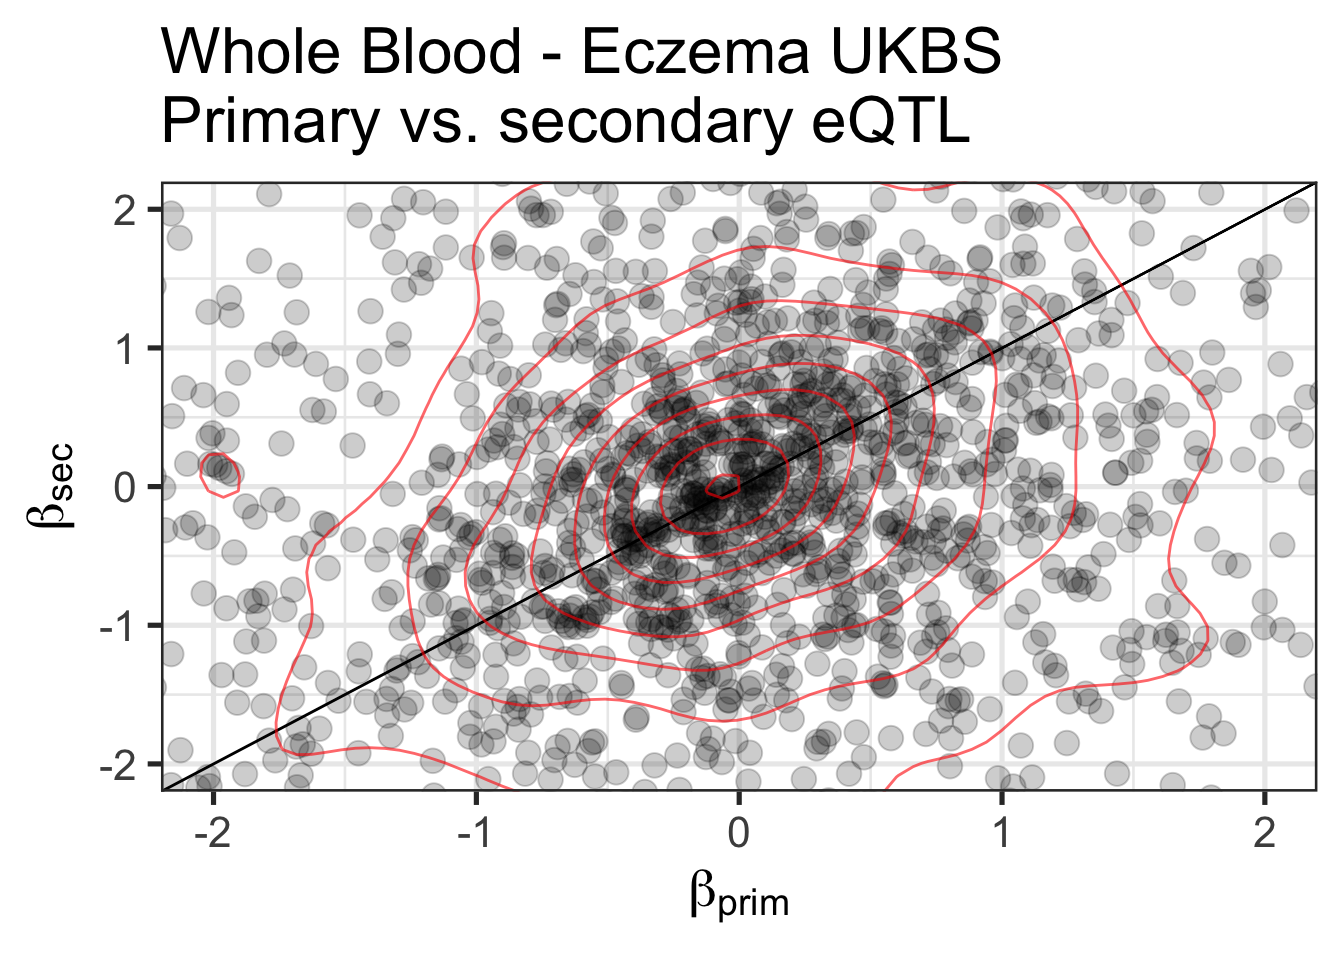 Whole Blood - Eczema UKBS
Primary vs. secondary eQTL
2
1
0
-1
-2
βsec
-2 -1 0 1 2
βprim